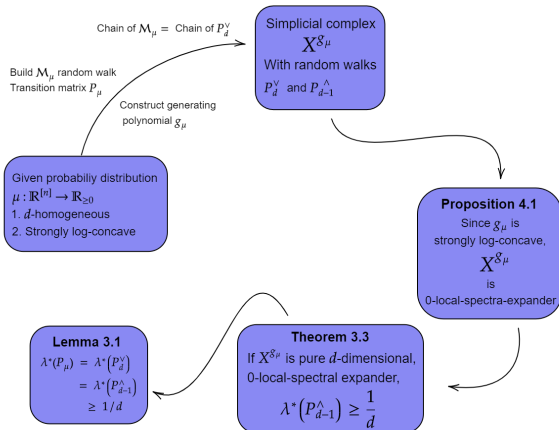 Given probabiliy distribution
μ : ℝ^[n] → ℝ_≥0
1. d-homogeneous
2. Strongly log-concave
Chain of M_μ = Chain of P_d^∨
Build M_μ random walk
Transition matrix P_μ
Construct generating
polynomial g_μ
Simplicial complex
X^{g_μ}
With random walks
P_d^∨ and P_{d-1}^∧
Proposition 4.1
Since g_μ is
strongly log-concave,
X^{g_μ}
is
0-local-spectra-expander
Theorem 3.3
If X^{g_μ} is pure d-dimensional,
0-local-spectral expander,
λ*(P_{d-1}^∧) ≥ 1/d
Lemma 3.1
λ*(P_μ) = λ*(P_d^∨)
= λ*(P_{d-1}^∧)
≥ 1/d